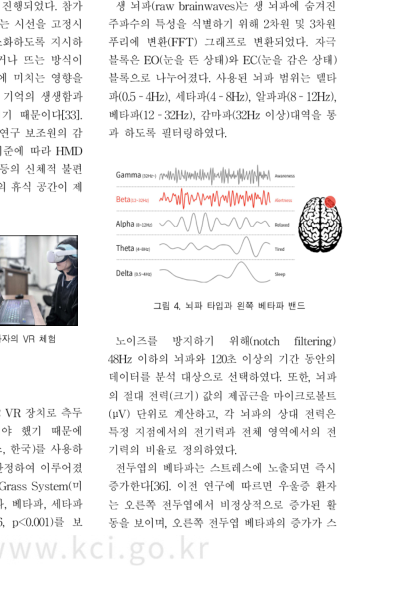 진행되었다. 참가
는 시선을 고정시
소화하도록 지시하
거나 뜨는 방식이
에 미치는 영향을
기억의 생생함과
기 때문이다[33].
연구 보조원의 감
기준에 따라 HMD
등의 신체적 불편
의 휴식 공간이 제
자의 VR 체험
VR 장치로 측두
야 했기 때문에
, 한국)를 사용하
안정하여 이루어졌
Grass System(미
, 베타파, 세타파
p<0.001)를 보
생 뇌파(raw brainwaves)는 생 뇌파에 숨겨진
주파수의 특성을 식별하기 위해 2차원 및 3차원
푸리에 변환(FFT) 그래프로 변환되었다. 자극
블록은 EO(눈을 뜬 상태)와 EC(눈을 감은 상태)
블록으로 나누어졌다. 사용된 뇌파 범위는 델타
파(0.5 - 4Hz), 세타파(4 - 8Hz), 알파파(8 - 12Hz),
베타파(12 - 32Hz), 감마파(32Hz 이상)대역을 통
과 하도록 필터링하였다.
Gamma (32Hz~) Awareness
Beta (12~32Hz) Alertness
Alpha (8~12Hz) Relaxed
Theta (4~8Hz) Tired
Delta (0.5~4Hz) Sleep
그림 4. 뇌파 타입과 왼쪽 베타파 밴드
노이즈를 방지하기 위해(notch filtering)
48Hz 이하의 뇌파와 120초 이상의 기간 동안의
데이터를 분석 대상으로 선택하였다. 또한, 뇌파
의 절대 전력(크기) 값의 제곱근을 마이크로볼트
(μV) 단위로 계산하고, 각 뇌파의 상대 전력은
특정 지점에서의 전기력과 전체 영역에서의 전
기력의 비율로 정의하였다.
전두엽의 베타파는 스트레스에 노출되면 즉시
증가한다[36]. 이전 연구에 따르면 우울증 환자
는 오른쪽 전두엽에서 비정상적으로 증가된 활
동을 보이며, 오른쪽 전두엽 베타파의 증가가 스
www.kci.go.kr